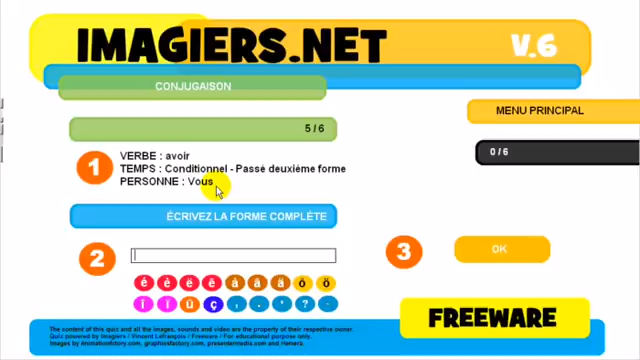 IMAGIERS.NET
V.6
CONJUGAISON
MENU PRINCIPAL
5 / 6
0 / 6
1
VERBE : avoir
TEMPS : Conditionnel - Passé deuxième forme
PERSONNE : Vous
ÉCRIVEZ LA FORME COMPLÈTE
2
3
OK
FREEWARE
The content of this quiz and all the images, sounds and video are the property of their respective owner.
Quiz powered by Imagiers / Vincent Lefrançois / Freeware / For educational purpose only.
Images by Animationfactory.com, graphicsfactory.com, presentermedia.com and Hemera.